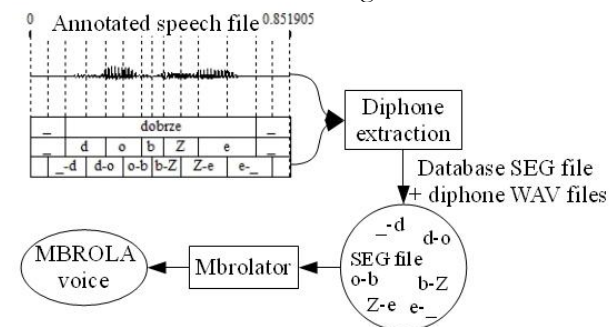 0 Annotated speech file 0.851905
_ dobrze _
_ d o b Z e _
_-d d-o o-b b-Z Z-e e-_
Diphone
extraction
Database SEG file
+ diphone WAV files
_-d
d-o
SEG file
o-b b-Z
Z-e e-_
Mbrolator
MBROLA
voice